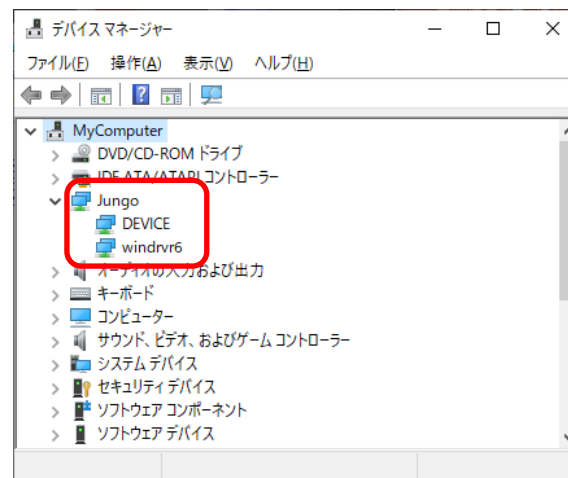 デバイス マネージャー
ファイル(F) 操作(A) 表示(V) ヘルプ(H)
MyComputer
DVD/CD-ROM ドライブ
IDE ATA/ATAPI コントローラー
Jungo
DEVICE
windrvr6
オーディオの入力および出力
キーボード
コンピューター
サウンド、ビデオ、およびゲーム コントローラー
システム デバイス
セキュリティ デバイス
ソフトウェア コンポーネント
ソフトウェア デバイス